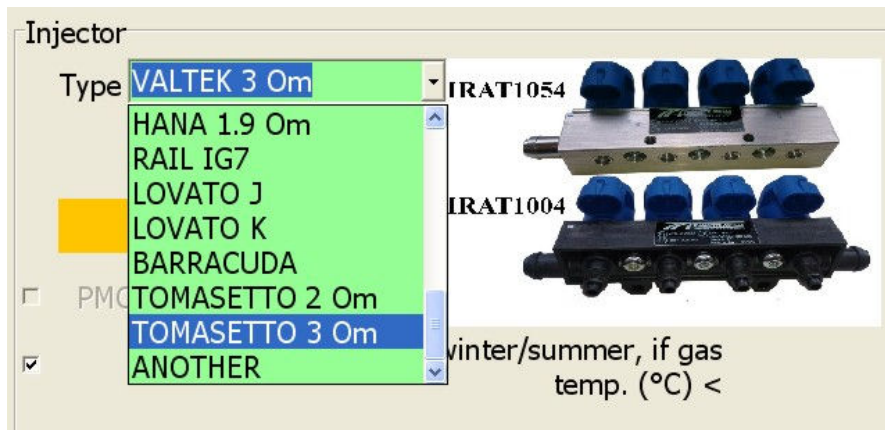 Injector
Type VALTEK 3 Om
HANA 1.9 Om
RAIL IG7
LOVATO J
LOVATO K
BARRACUDA
TOMASETTO 2 Om
TOMASETTO 3 Om
ANOTHER
IRAT1054
IRAT1004
winter/summer, if gas
temp. (°C) <